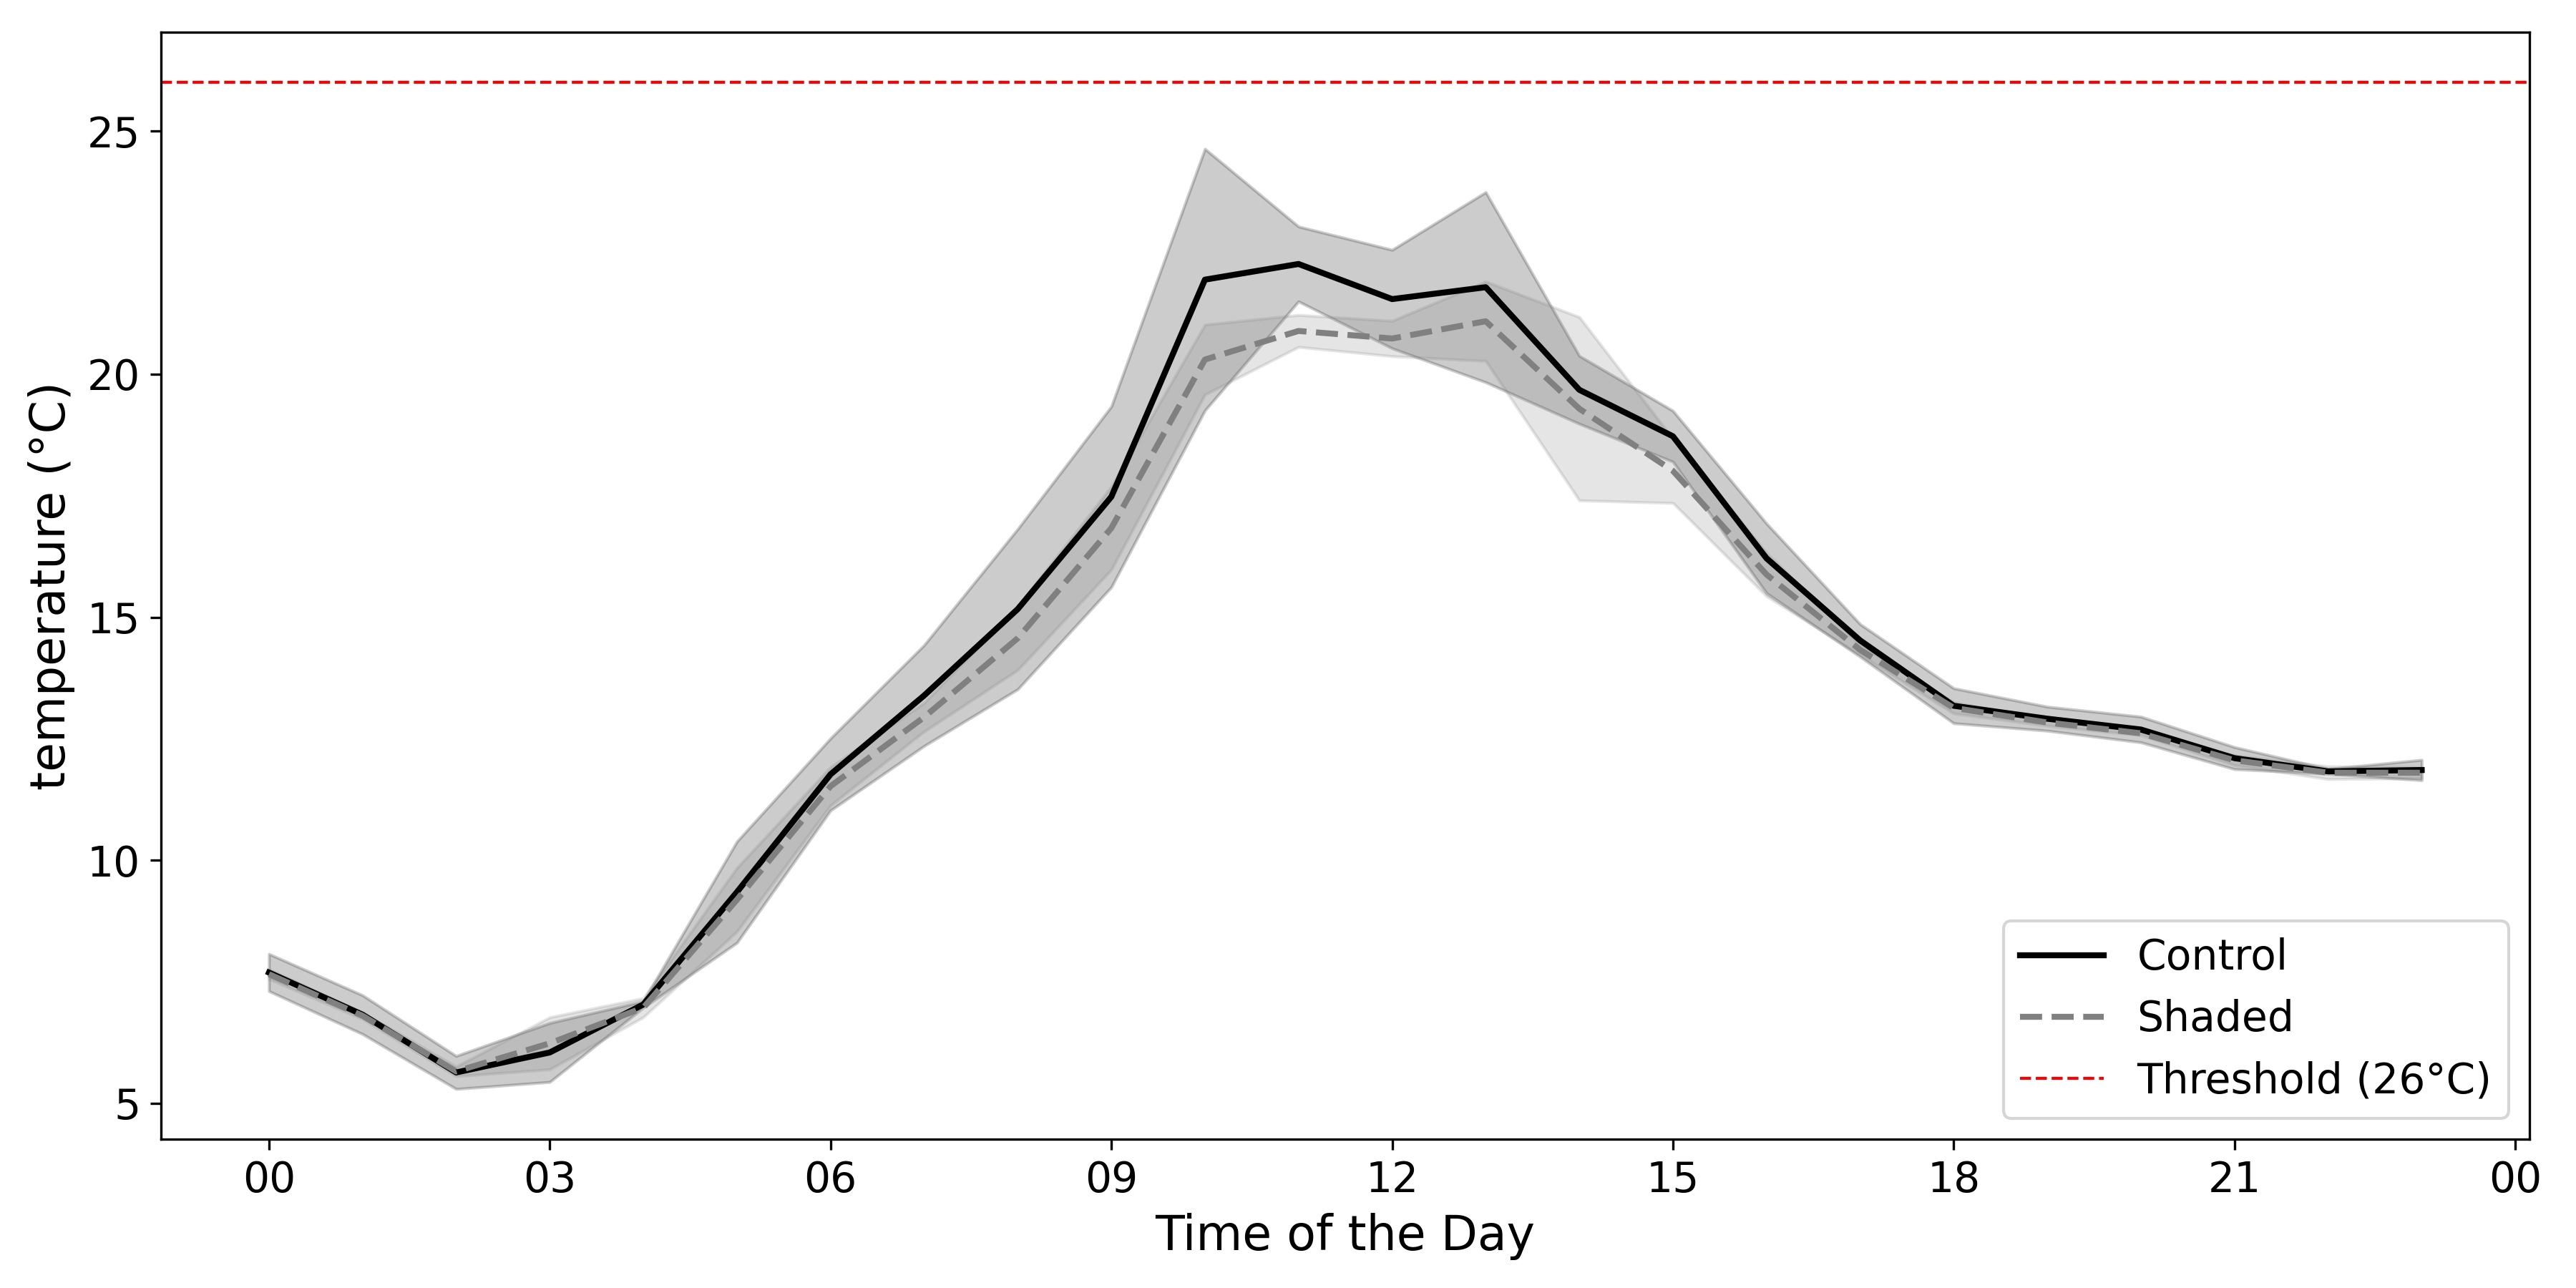 temperature (°C)
25
20
15
10
5
00 03 06 09 12 15 18 21 00
Time of the Day
Control
Shaded
Threshold (26°C)